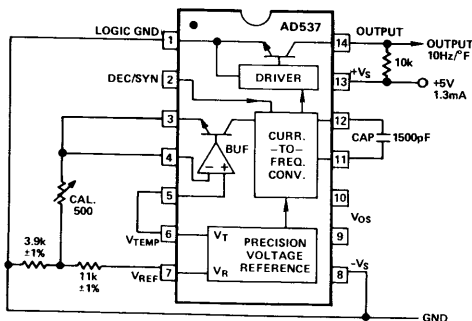 AD537
LOGIC GND
1
14
OUTPUT
OUTPUT
10Hz/°F
DRIVER
10k
DEC/SYN
2
13
+VS
+5V
1.3mA
3
12
CURR.
–TO–
FREQ.
CONV.
CAP
1500pF
BUF
4
11
– +
CAL.
500
5
10
VOS
VTEMP
6
VT
PRECISION
VOLTAGE
REFERENCE
9
3.9k
±1%
11k
±1%
VREF
7
VR
8
–VS
GND